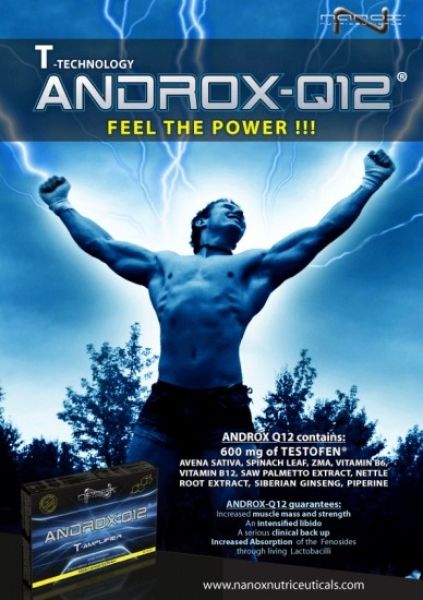 NANOX
T-TECHNOLOGY
ANDROX-Q12®
FEEL THE POWER !!!
ANDROX Q12 contains:
600 mg of TESTOFEN®
AVENA SATIVA, SPINACH LEAF, ZMA, VITAMIN B6,
VITAMIN B12, SAW PALMETTO EXTRACT, NETTLE
ROOT EXTRACT, SIBERIAN GINSENG, PIPERINE
ANDROX-Q12 guarantees:
Increased muscle mass and strength
An intensified libido
A serious clinical back up
Increased Absorption of the Fenosides
through living Lactobacilli
ANDROX-Q12
T-AMPLIFIER
www.nanoxnutriceuticals.com